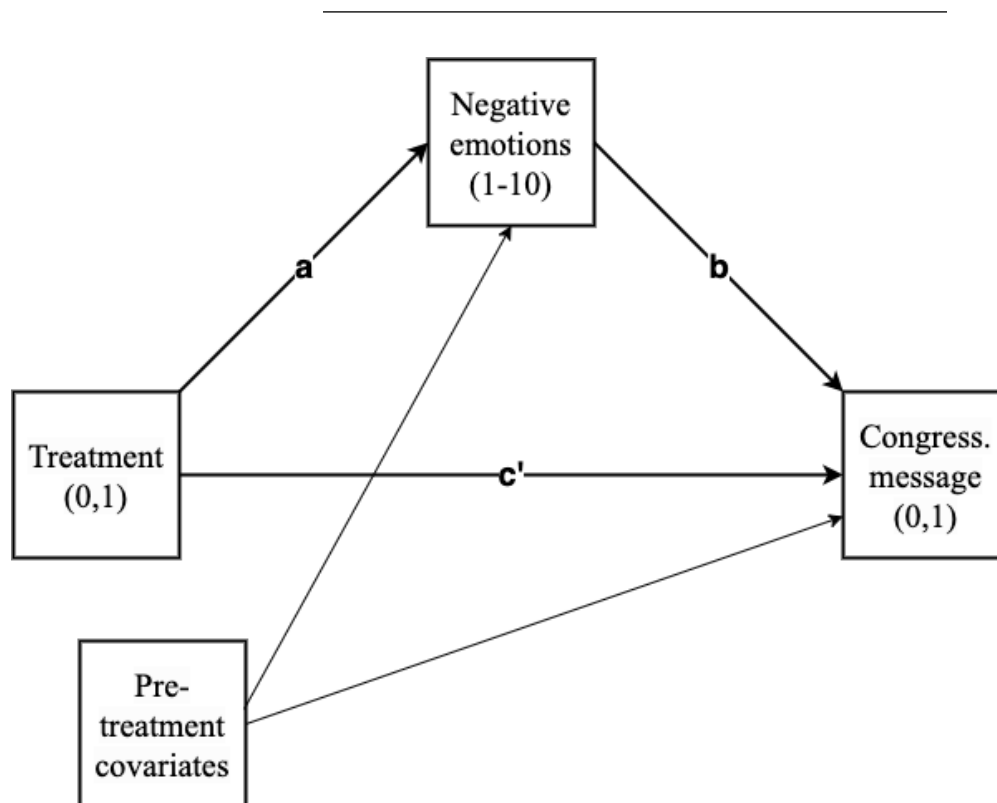 Negative
emotions
(1-10)
a
b
Treatment
(0,1)
c'
Congress.
message
(0,1)
Pre-
treatment
covariates